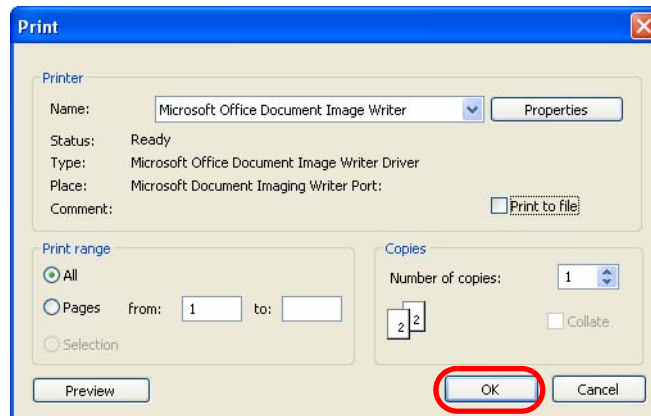 Print
Printer
Name: Microsoft Office Document Image Writer Properties
Status: Ready
Type: Microsoft Office Document Image Writer Driver
Place: Microsoft Document Imaging Writer Port:
Comment: Print to file
Print range
All
Pages from: 1 to:
Selection
Copies
Number of copies: 1
2 2
Collate
Preview OK Cancel